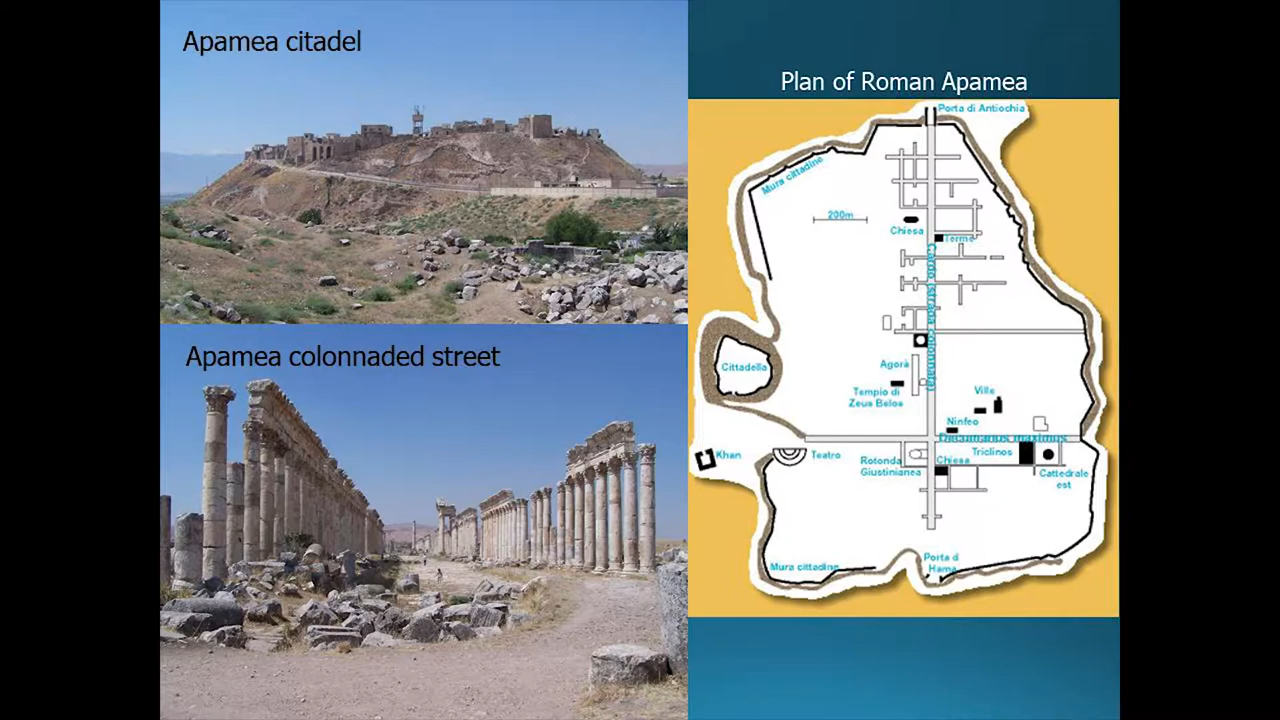 Apamea citadel
Apamea colonnaded street
Plan of Roman Apamea
Porta di Antiochia
Mura cittadine
200m
Chiesa
Terme
Cardo (strada colonnata)
Agorà
Cittadella
Tempio di
Zeus Belos
Ville
Ninfeo
Decumanus maximus
Khan
Teatro
Rotonda
Giustinianea
Chiesa
Triclinos
Cattedrale
est
Porta d
Hama
Mura cittadine